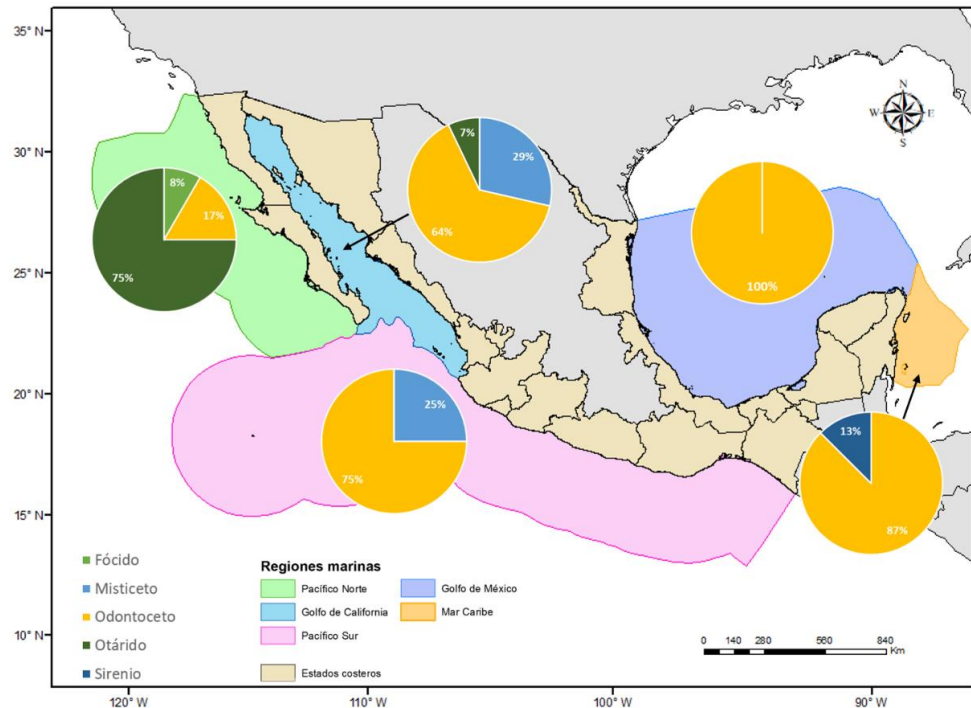 35° N
30° N
25° N
20° N
15° N
10° N
N
W E
S
7%
29%
64%
8%
17%
75%
100%
25%
75%
13%
87%
Fócido
Misticeto
Odontoceto
Otárido
Sirenio
Regiones marinas
Pacífico Norte
Golfo de México
Golfo de California
Mar Caribe
Pacífico Sur
Estados costeros
0 140 280 560 840
Km
120° W 110° W 100° W 90° W